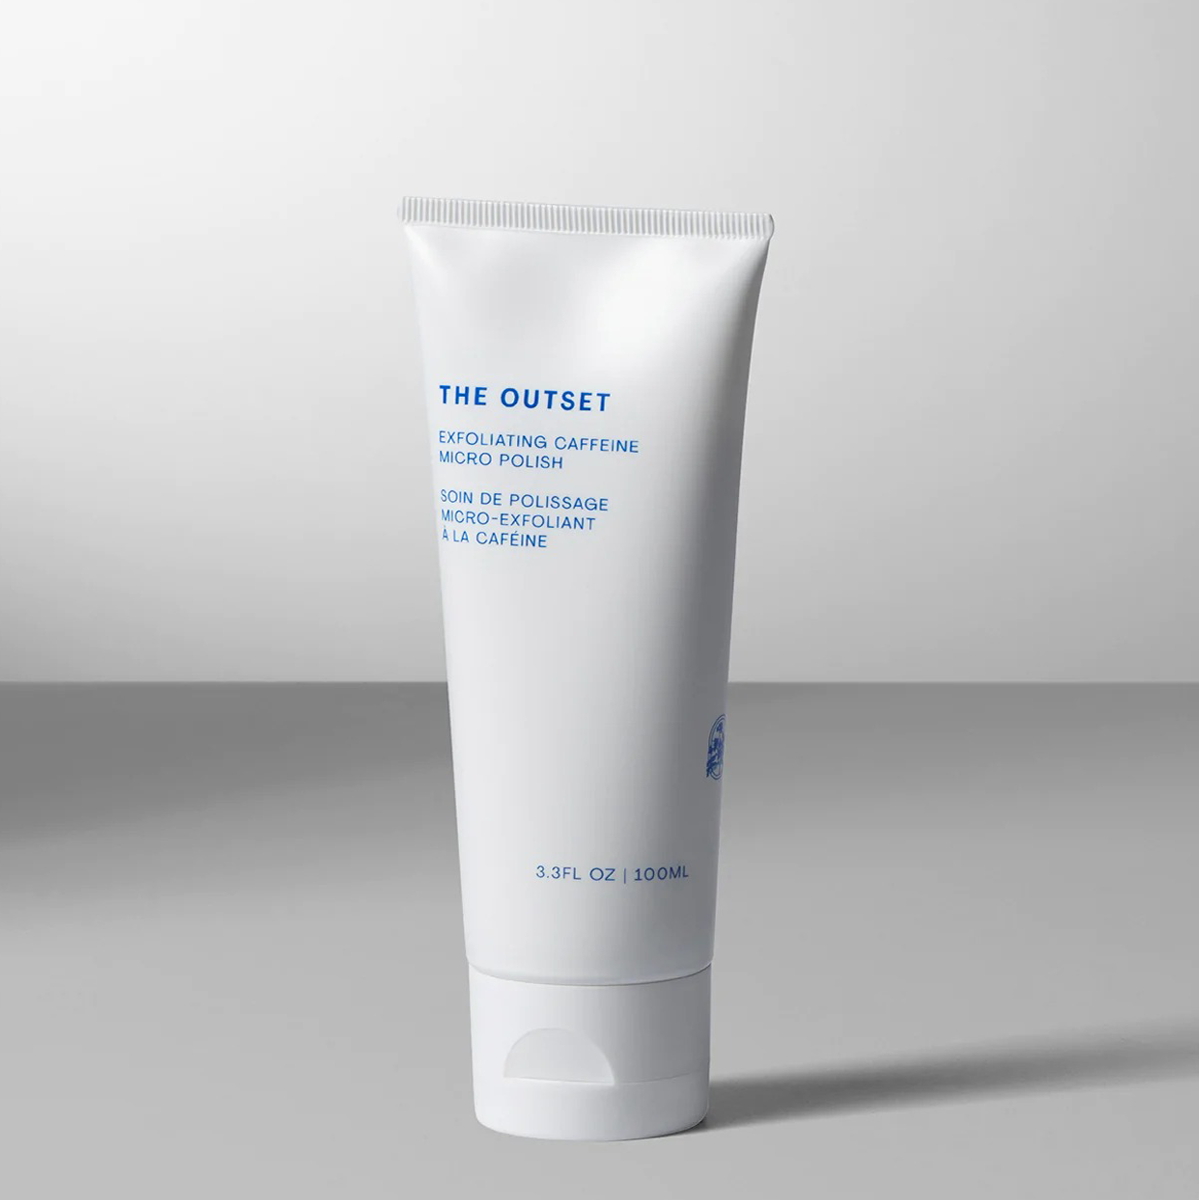 THE OUTSET
EXFOLIATING CAFFEINE
MICRO POLISH
SOIN DE POLISSAGE
MICRO-EXFOLIANT
À LA CAFÉINE
3.3FL OZ | 100ML